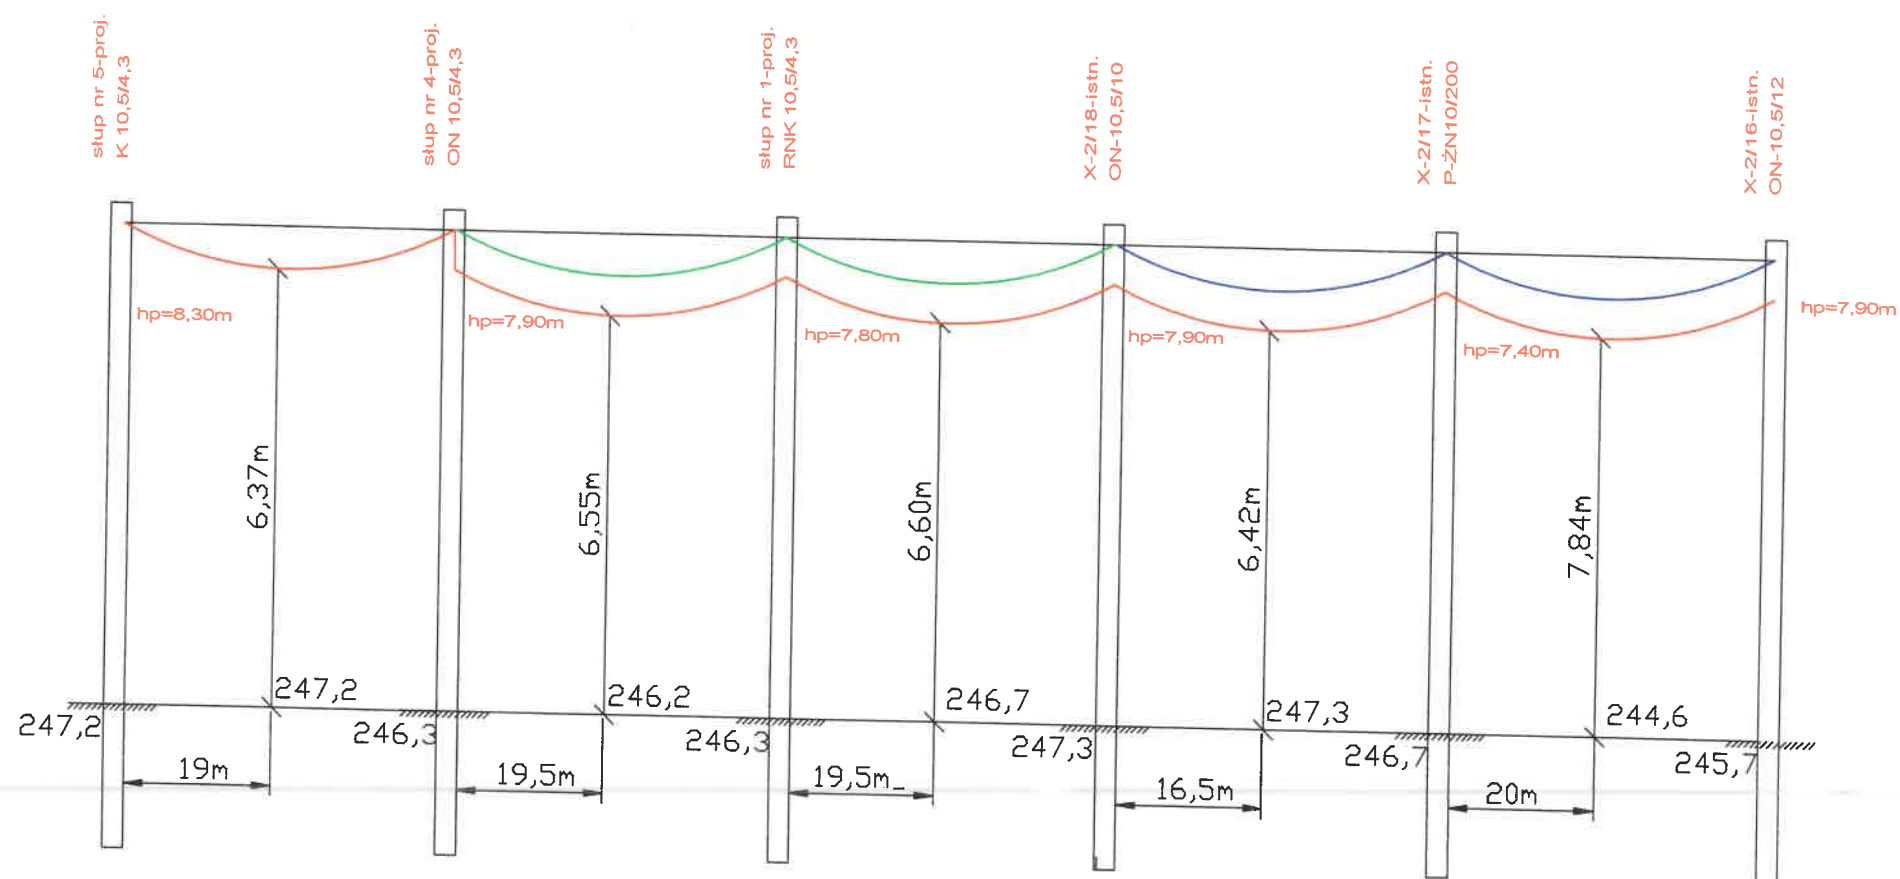 słup nr 5-proj.
K 10,5/4,3
słup nr 4-proj.
ON 10,5/4,3
słup nr 1-proj.
RNK 10,5/4,3
X-2/18-istn.
ON-10,5/10
X-2/17-istn.
P-ŻN10/200
X-2/16-istn.
ON-10,5/12
hp=8,30m
hp=7,90m
hp=7,80m
hp=7,90m
hp=7,40m
hp=7,90m
6,37m
6,55m
6,60m
6,42m
7,84m
247,2
246,2
246,7
247,3
244,6
247,2
246,3
246,3
247,3
246,7
245,7
19m
19,5m
19,5m
16,5m
20m